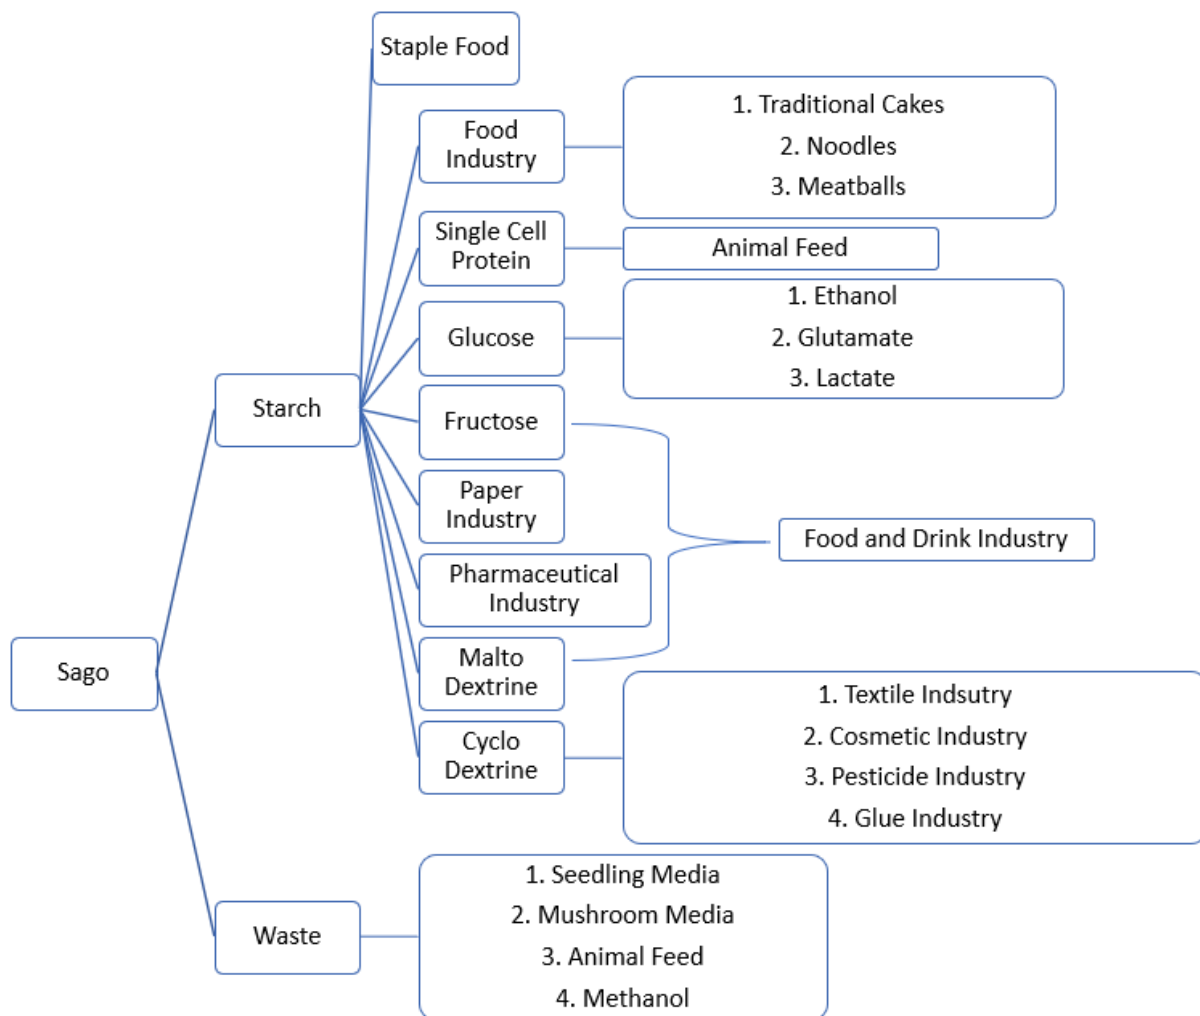 Staple Food
Food
Industry
1. Traditional Cakes
2. Noodles
3. Meatballs
Single Cell
Protein
Animal Feed
Glucose
1. Ethanol
2. Glutamate
3. Lactate
Starch
Fructose
Paper
Industry
Pharmaceutical
Industry
Food and Drink Industry
Malto
Dextrine
Sago
Cyclo
Dextrine
1. Textile Indsutry
2. Cosmetic Industry
3. Pesticide Industry
4. Glue Industry
Waste
1. Seedling Media
2. Mushroom Media
3. Animal Feed
4. Methanol